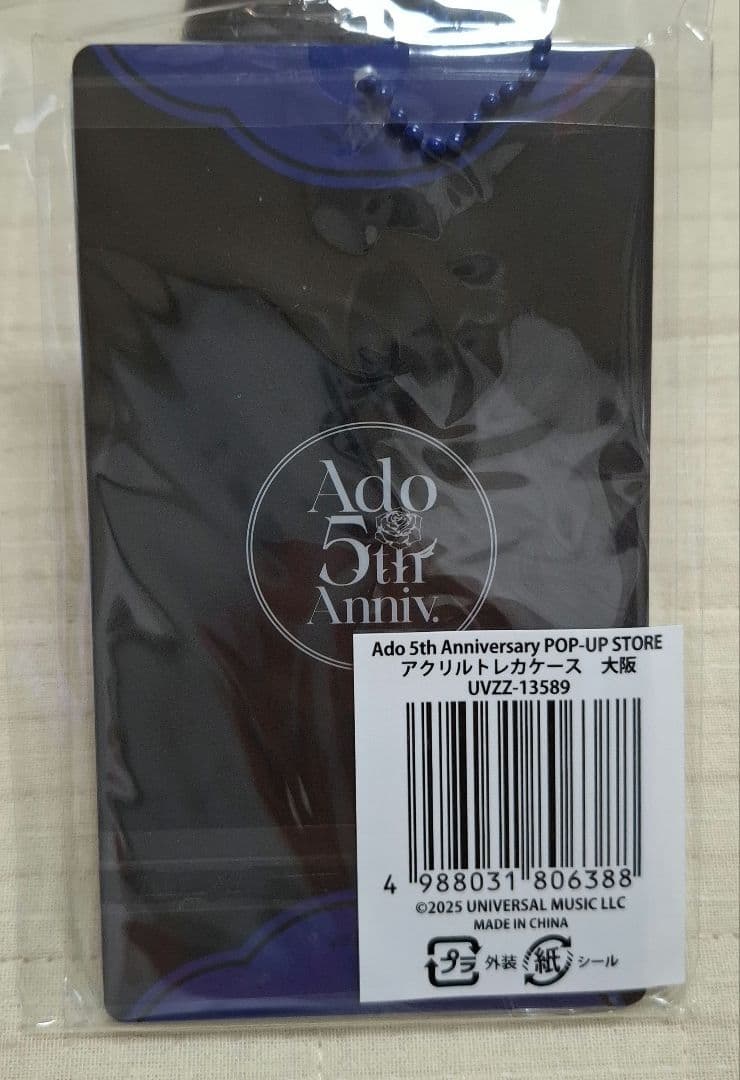 Ado
5th
Anniv.
Ado 5th Anniversary POP-UP STORE
アクリルトレカケース　大阪
UVZZ-13589
4 988031 806388
©2025 UNIVERSAL MUSIC LLC
MADE IN CHINA
プラ 外装 紙 シール